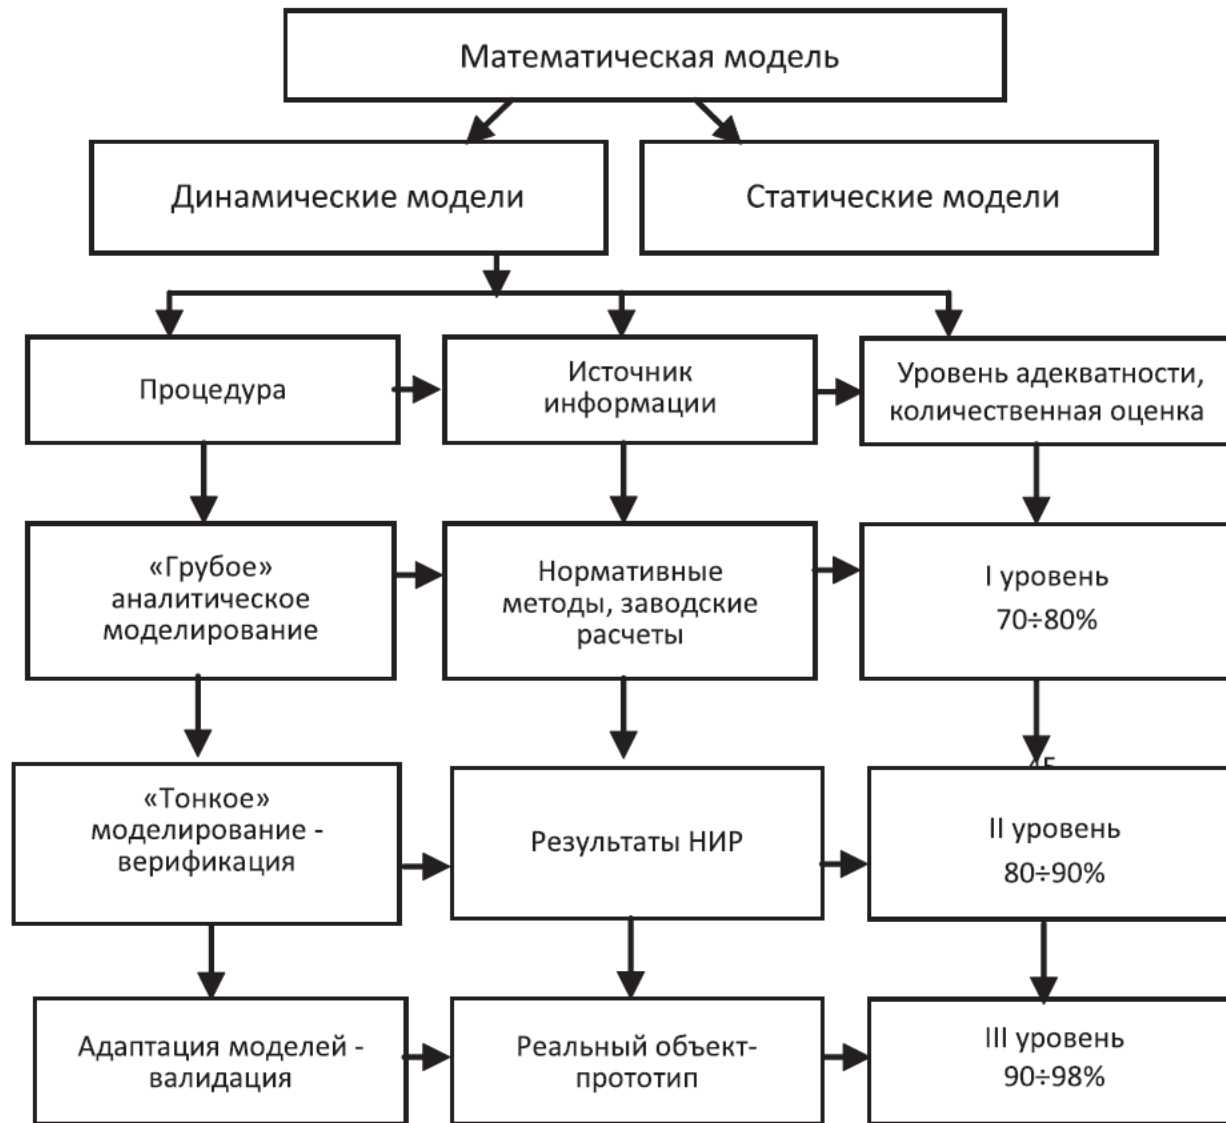 Математическая модель
Динамические модели
Статические модели
Процедура
Источник
информации
Уровень адекватности,
количественная оценка
«Грубое»
аналитическое
моделирование
Нормативные
методы, заводские
расчеты
I уровень
70÷80%
«Тонкое»
моделирование -
верификация
Результаты НИР
II уровень
80÷90%
Адаптация моделей -
валидация
Реальный объект-
прототип
III уровень
90÷98%